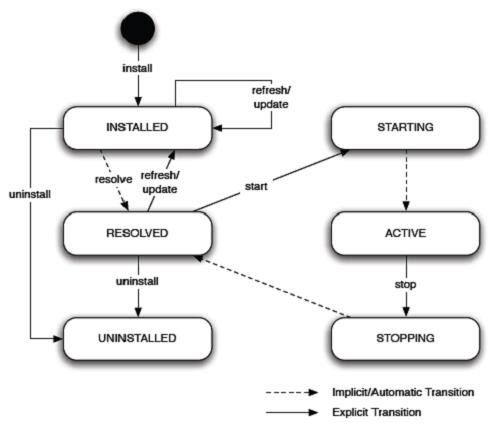 install
refresh/
update
INSTALLED
STARTING
resolve
refresh/
update
start
uninstall
RESOLVED
ACTIVE
uninstall
stop
UNINSTALLED
STOPPING
Implicit/Automatic Transition
Explicit Transition